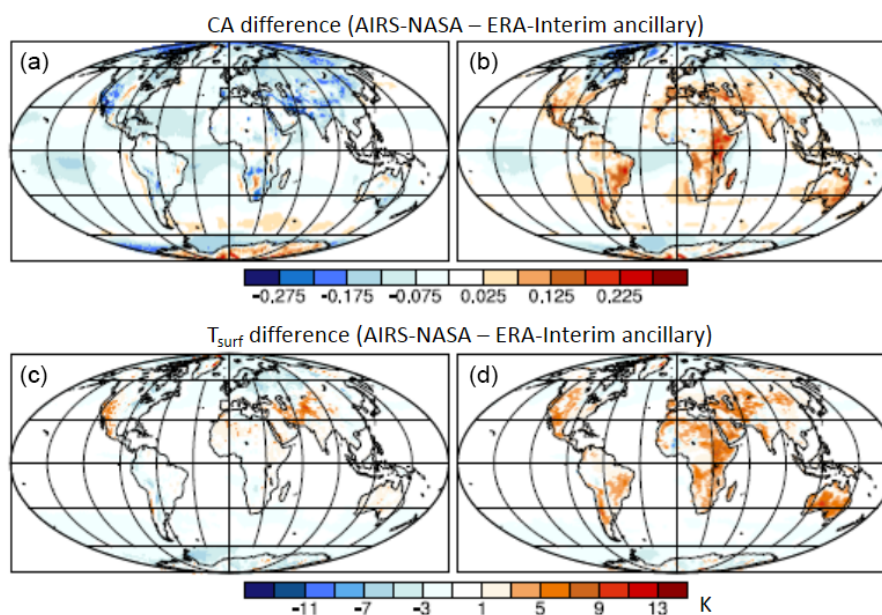 CA difference (AIRS-NASA – ERA-Interim ancillary)
(a) (b)
-0.275 -0.175 -0.075 0.025 0.125 0.225
T_surf difference (AIRS-NASA – ERA-Interim ancillary)
(c) (d)
-11 -7 -3 1 5 9 13 K